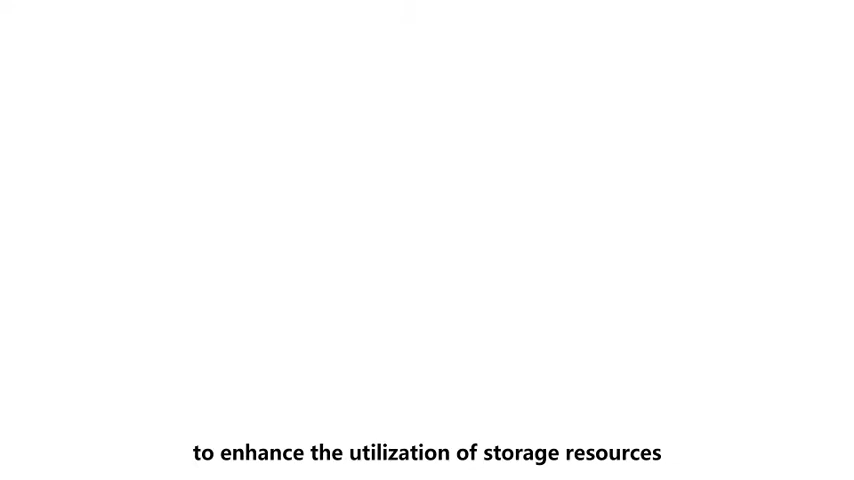 to enhance the utilization of storage resources